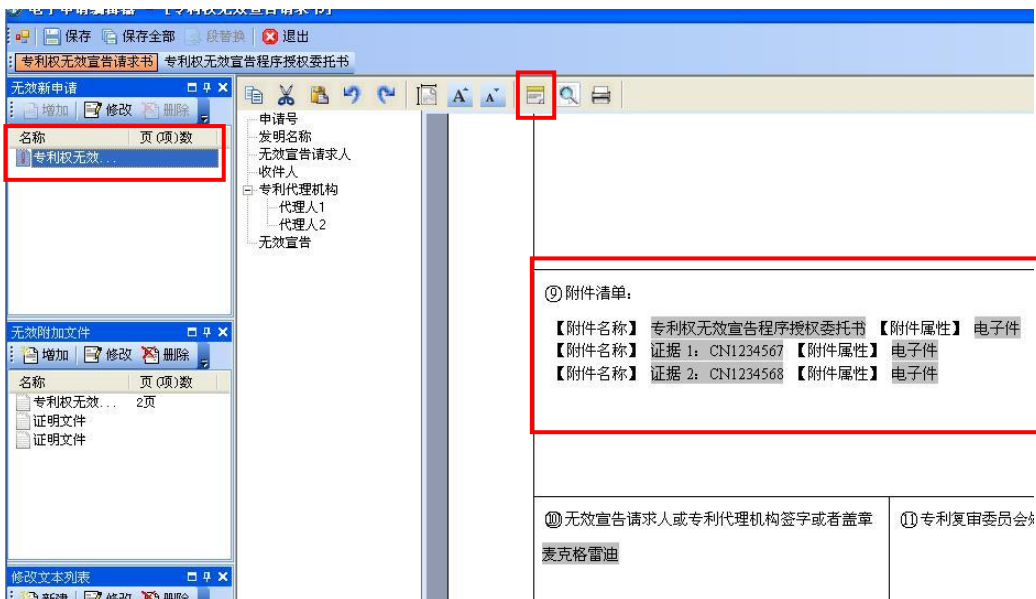 保存 保存全部 段替换 退出
专利权无效宣告请求书 专利权无效宣告程序授权委托书
无效新申请
增加 修改 删除
名称 页(项)数
专利权无效...
申请号
发明名称
无效宣告请求人
收件人
专利代理机构
代理人1
代理人2
无效宣告
⑨附件清单：
【附件名称】 专利权无效宣告程序授权委托书 【附件属性】 电子件
【附件名称】 证据 1：CN1234567 【附件属性】 电子件
【附件名称】 证据 2：CN1234568 【附件属性】 电子件
无效附加文件
增加 修改 删除
名称 页(项)数
专利权无效... 2页
证明文件
证明文件
⑩无效宣告请求人或专利代理机构签字或者盖章
麦克格雷迪
⑪专利复审委员会
修改文本列表
修改 删除